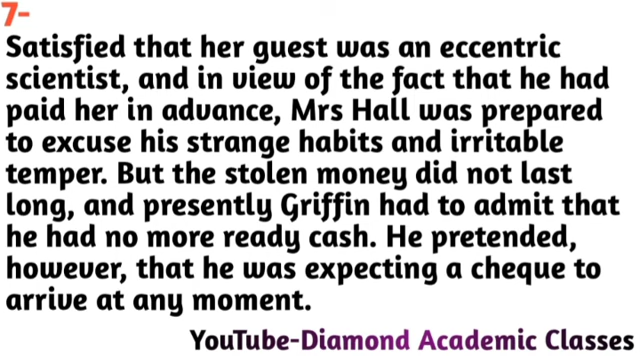 7-
Satisfied that her guest was an eccentric
scientist, and in view of the fact that he had
paid her in advance, Mrs Hall was prepared
to excuse his strange habits and irritable
temper. But the stolen money did not last
long, and presently Griffin had to admit that
he had no more ready cash. He pretended,
however, that he was expecting a cheque to
arrive at any moment.
YouTube-Diamond Academic Classes